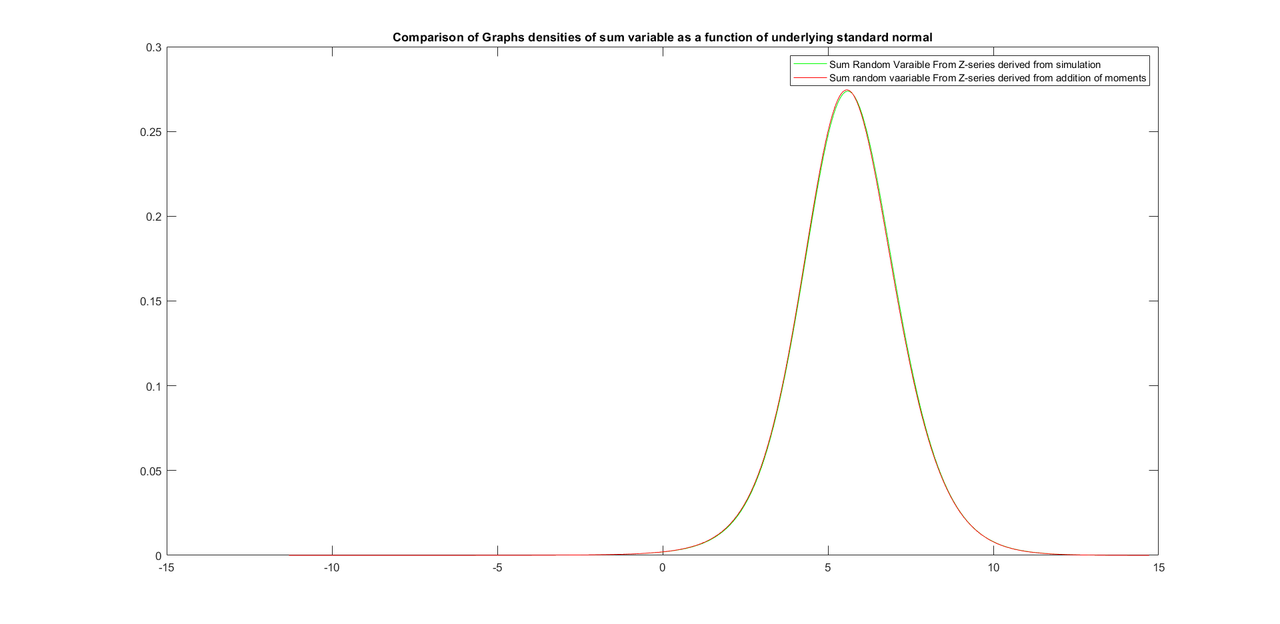 Comparison of Graphs densities of sum variable as a function of underlying standard normal
0.3
Sum Random Varaible From Z-series derived from simulation
Sum random vaariable From Z-series derived from addition of moments
0.25
0.2
0.15
0.1
0.05
0
-15 -10 -5 0 5 10 15